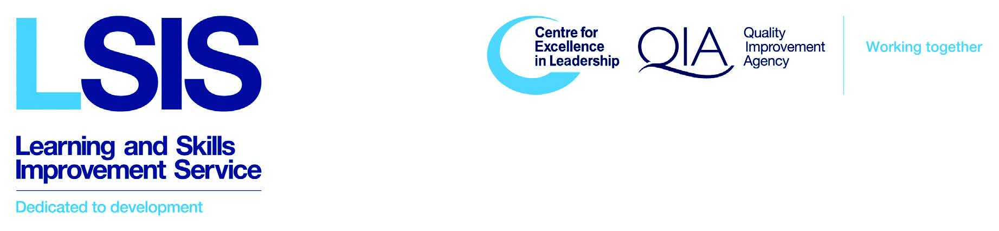 LSIS
Learning and Skills
Improvement Service
Dedicated to development
Centre for
Excellence
in Leadership
QIA
Quality
Improvement
Agency
Working together